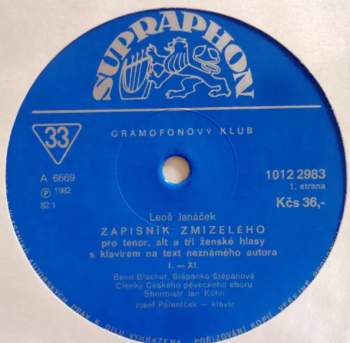 SUPRAPHON
33
GRAMOFONOVÝ KLUB
A 6669
℗ 1982
82 1
1012 2983
1. strana
Kčs 36,-
Leoš Janáček
ZÁPISNÍK ZMIZELÉHO
pro tenor, alt a tři ženské hlasy
s klavírem na text neznámého autora
I. — XI.
Beno Blachut, Štěpánka Štěpánová
Členky Českého pěveckého sboru
Sbormistr Jan Kühn
Josef Páleníček — klavír